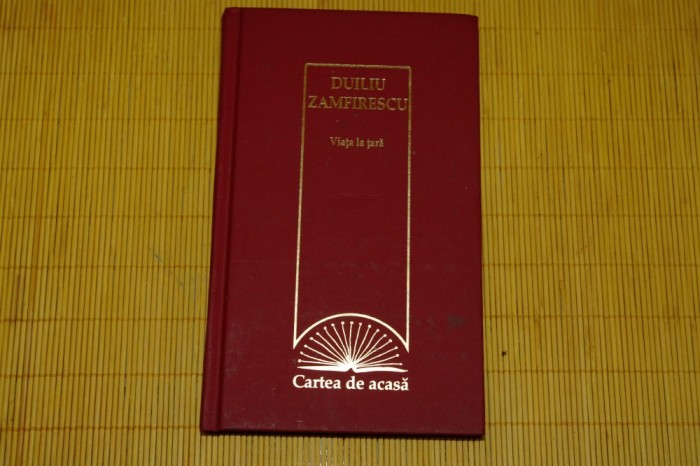 DUILIU
ZAMFIRESCU
Viața la țară
Cartea de acasă